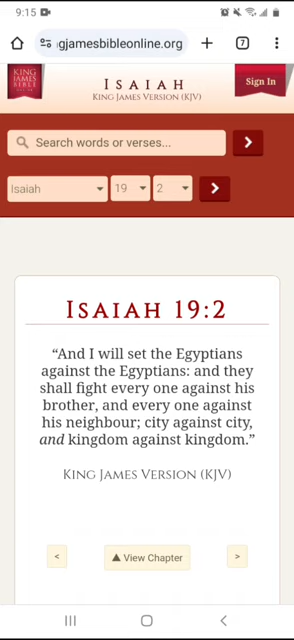 9:15
gjamesbibleonline.org
7
KING
JAMES
BIBLE
ISAIAH
KING JAMES VERSION (KJV)
Sign In
Search words or verses...
Isaiah
19
2
ISAIAH 19:2
“And I will set the Egyptians
against the Egyptians: and they
shall fight every one against his
brother, and every one against
his neighbour; city against city,
and kingdom against kingdom.”
KING JAMES VERSION (KJV)
<
▲ View Chapter
>